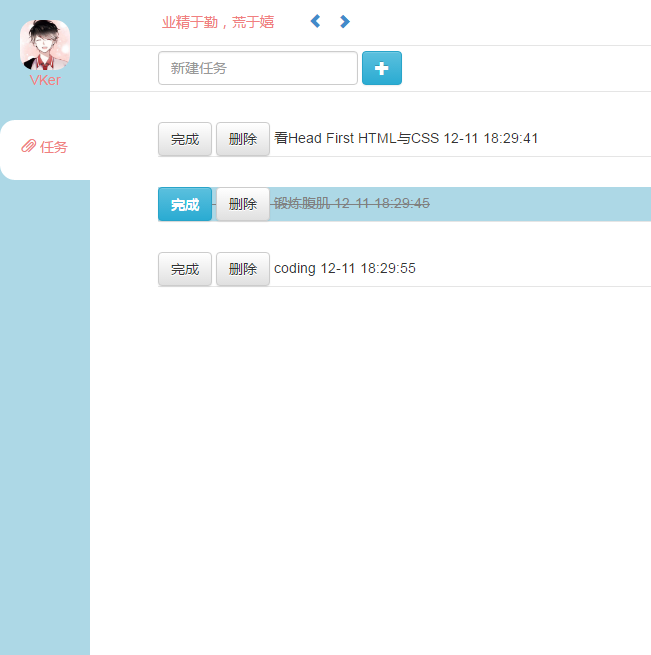 业精于勤，荒于嬉
VKer
新建任务
任务
完成 删除 看Head First HTML与CSS 12-11 18:29:41
完成 删除 锻炼腹肌 12-11 18:29:45
完成 删除 coding 12-11 18:29:55